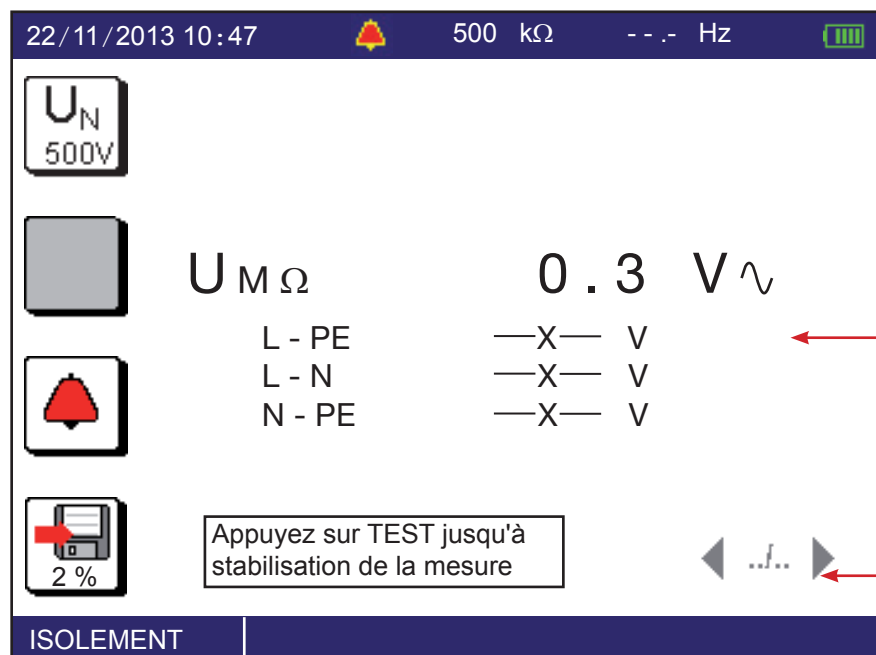 22/11/2013 10:47 500 kΩ - - .- Hz
UN
500V
U MΩ 0.3 V∿
L - PE —X— V
L - N —X— V
N - PE —X— V
2 %
Appuyez sur TEST jusqu'à
stabilisation de la mesure
../..
ISOLEMENT